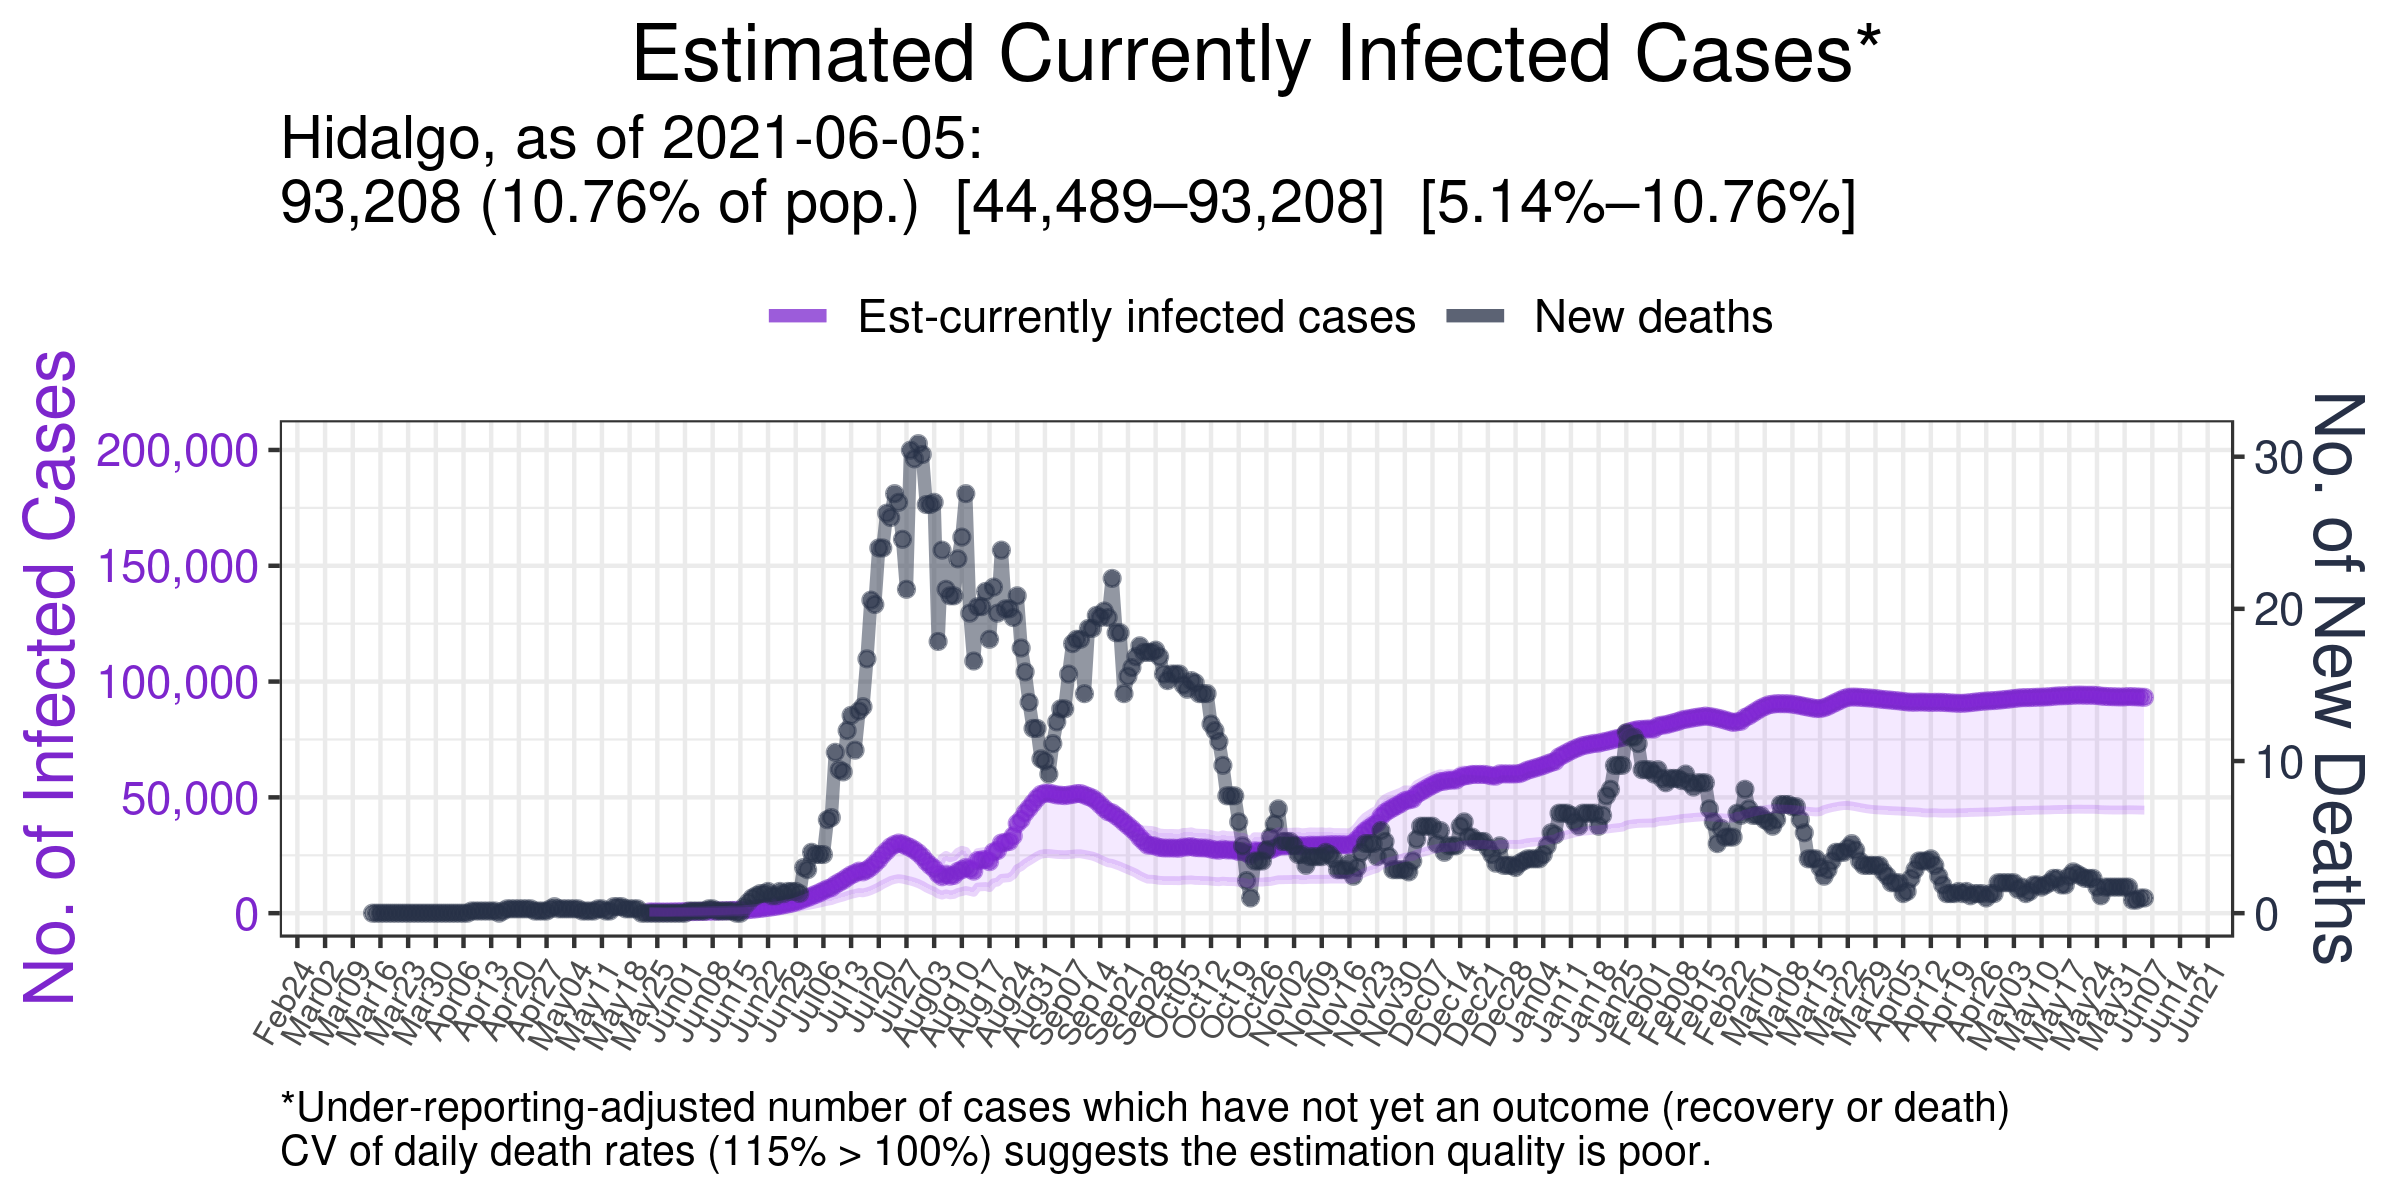 Estimated Currently Infected Cases*
Hidalgo, as of 2021-06-05:
93,208 (10.76% of pop.)  [44,489–93,208]  [5.14%–10.76%]
Est-currently infected cases
New deaths
No. of Infected Cases
200,000
150,000
100,000
50,000
0
30
20
10
0
No. of New Deaths
Feb24
Mar02
Mar09
Mar16
Mar23
Mar30
Apr06
Apr13
Apr20
Apr27
May04
May11
May18
May25
Jun01
Jun08
Jun15
Jun22
Jun29
Jul06
Jul13
Jul20
Jul27
Aug03
Aug10
Aug17
Aug24
Aug31
Sep07
Sep14
Sep21
Sep28
Oct05
Oct12
Oct19
Oct26
Nov02
Nov09
Nov16
Nov23
Nov30
Dec07
Dec14
Dec21
Dec28
Jan04
Jan11
Jan18
Jan25
Feb01
Feb08
Feb15
Feb22
Mar01
Mar08
Mar15
Mar22
Mar29
Apr05
Apr12
Apr19
Apr26
May03
May10
May17
May24
May31
Jun07
Jun14
Jun21
*Under-reporting-adjusted number of cases which have not yet an outcome (recovery or death)
CV of daily death rates (115% > 100%) suggests the estimation quality is poor.